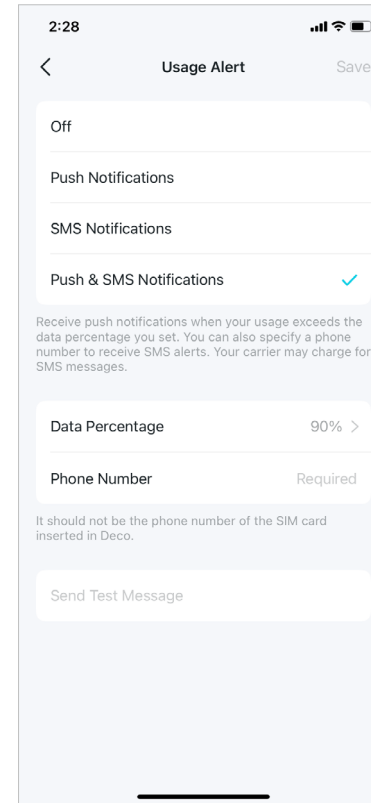 2:28
Usage Alert Save
Off
Push Notifications
SMS Notifications
Push & SMS Notifications
Receive push notifications when your usage exceeds the
data percentage you set. You can also specify a phone
number to receive SMS alerts. Your carrier may charge for
SMS messages.
Data Percentage 90%
Phone Number Required
It should not be the phone number of the SIM card
inserted in Deco.
Send Test Message